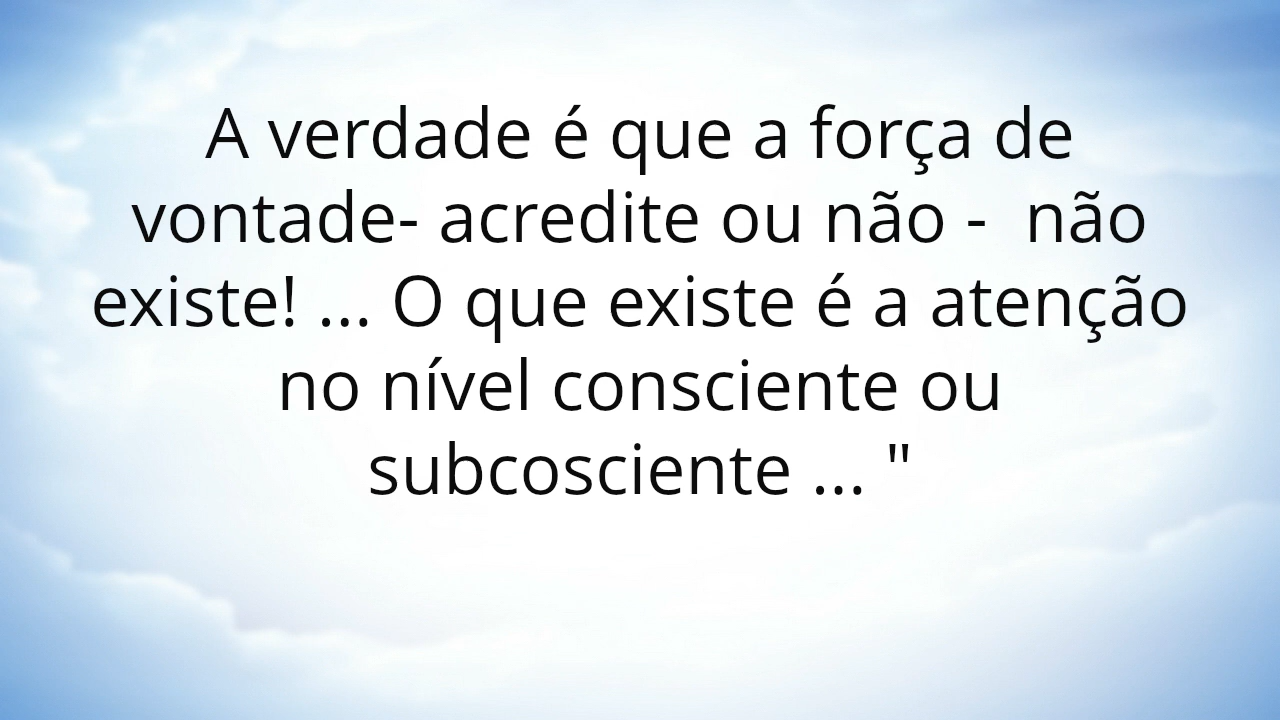 A verdade é que a força de
vontade- acredite ou não -  não
existe! ... O que existe é a atenção
no nível consciente ou
subcosciente ... "